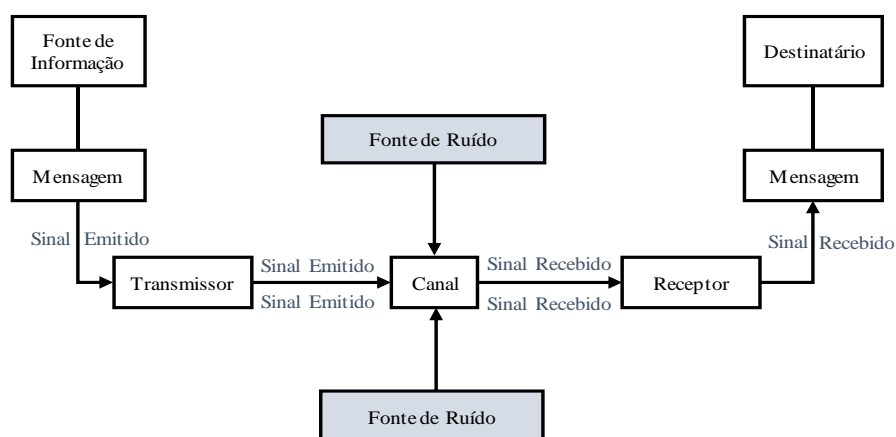 Fonte de
Informação
Destinatário
Fonte de Ruído
Mensagem
Mensagem
Sinal Emitido
Sinal Recebido
Sinal Emitido
Sinal Recebido
Transmissor
Canal
Receptor
Sinal Emitido
Sinal Recebido
Fonte de Ruído